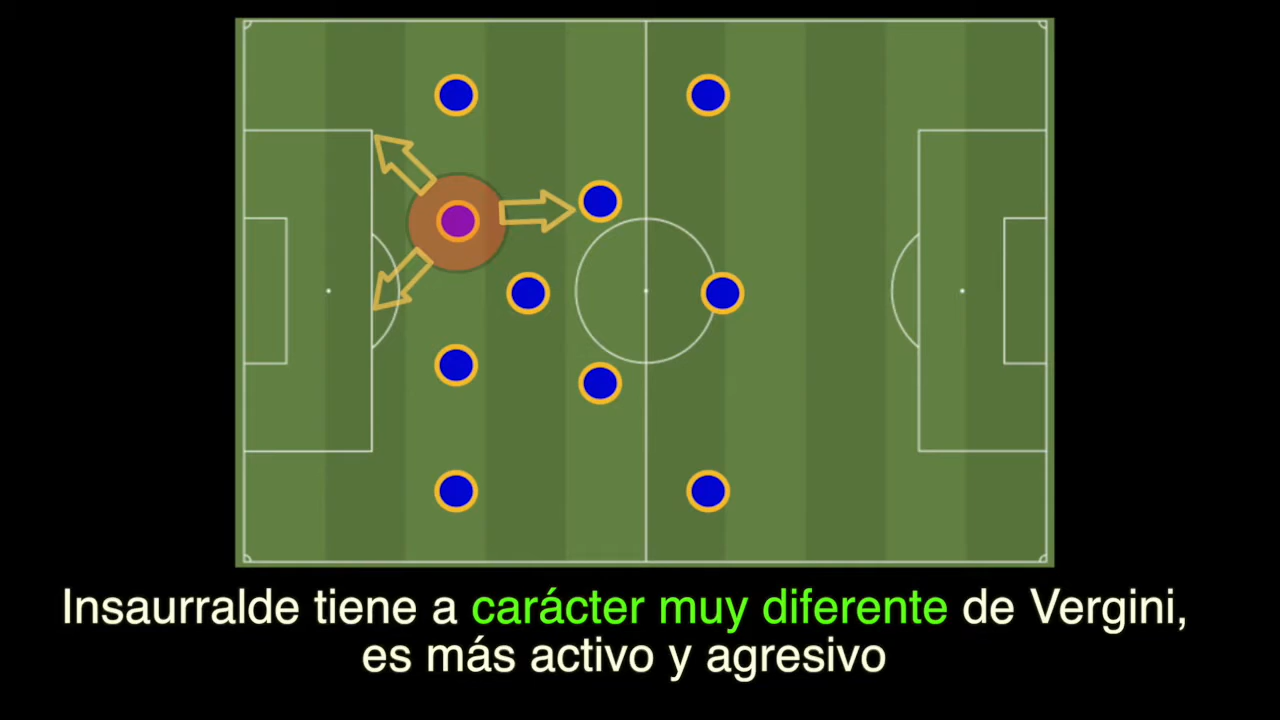 Insaurralde tiene a carácter muy diferente de Vergini,
es más activo y agresivo